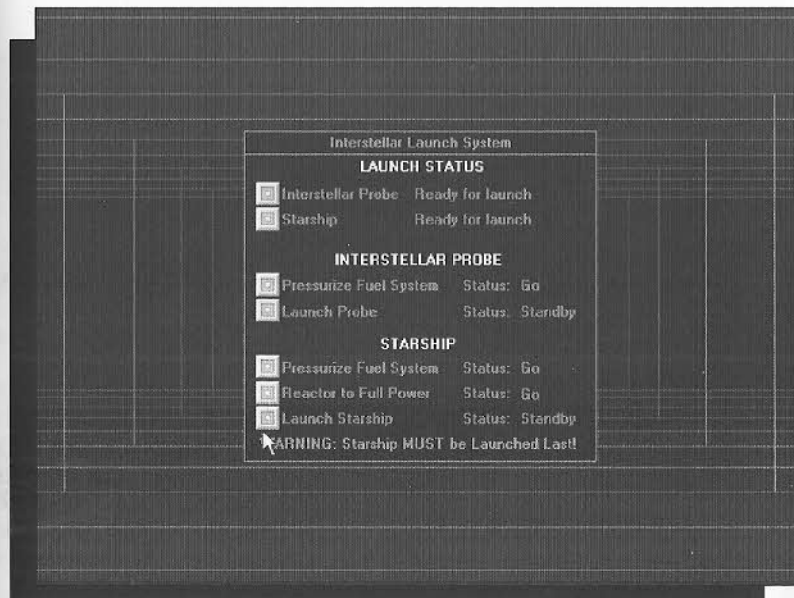 Interstellar Launch System
LAUNCH STATUS
Interstellar Probe Ready for launch
Starship Ready for launch
INTERSTELLAR PROBE
Pressurize Fuel System Status: Go
Launch Probe Status: Standby
STARSHIP
Pressurize Fuel System Status: Go
Reactor to Full Power Status: Go
Launch Starship Status: Standby
ARNING: Starship MUST be Launched Last!